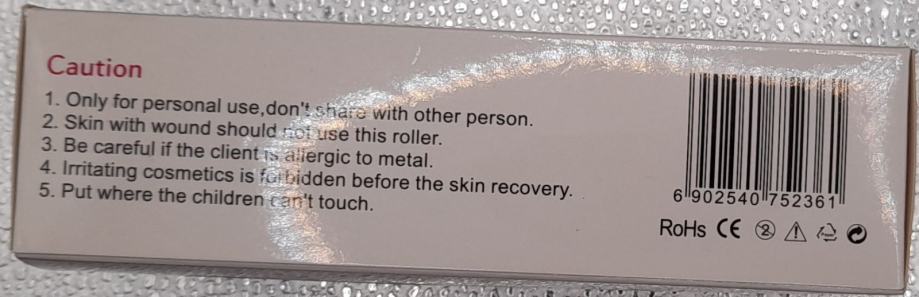 Caution
1. Only for personal use,don't share with other person.
2. Skin with wound should not use this roller.
3. Be careful if the client is allergic to metal.
4. Irritating cosmetics is forbidden before the skin recovery.
5. Put where the children can't touch.
6 902540 752361
RoHs CE